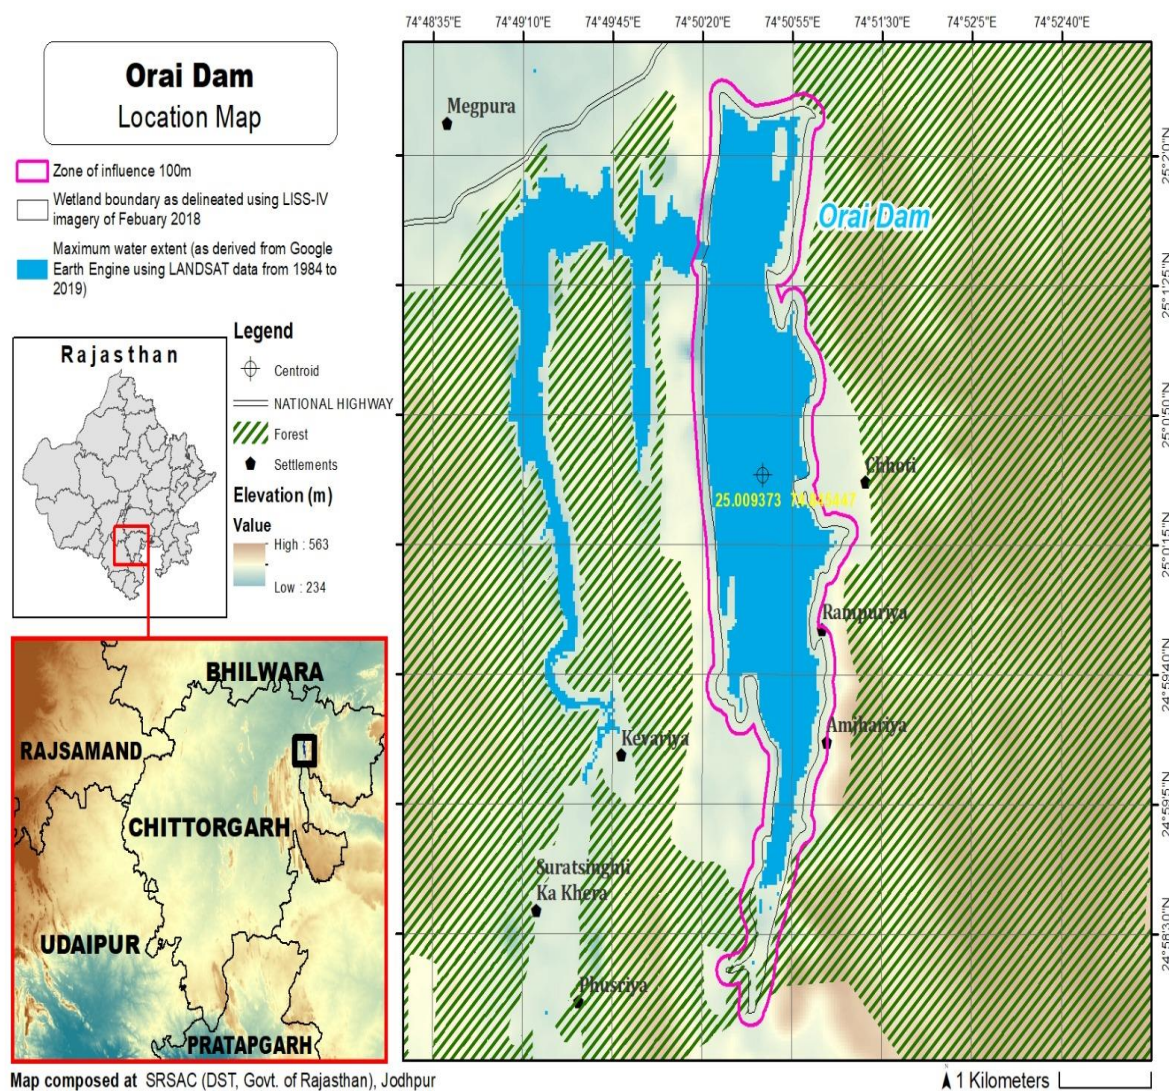 Orai Dam
Location Map
Zone of influence 100m
Wetland boundary as delineated using LISS-IV
imagery of Febuary 2018
Maximum water extent (as derived from Google
Earth Engine using LANDSAT data from 1984 to
2019)
Rajasthan
Legend
Centroid
NATIONAL HIGHWAY
Forest
Settlements
Elevation (m)
Value
High : 563
Low : 234
BHILWARA
RAJSAMAND
CHITTORGARH
UDAIPUR
PRATAPGARH
Map composed at SRSAC (DST, Govt. of Rajasthan), Jodhpur
74°48'35"E 74°49'10"E 74°49'45"E 74°50'20"E 74°50'55"E 74°51'30"E 74°52'5"E 74°52'40"E
Megpura
25°2'0"N
Orai Dam
25°1'25"N
25°0'50"N
Chhoti
25.009373
25°0'15"N
Rampuriya
24°59'40"N
Amjhariya
Kevariya
24°59'5"N
Suratsinghji
Ka Khera
24°58'30"N
Phusriya
1 Kilometers